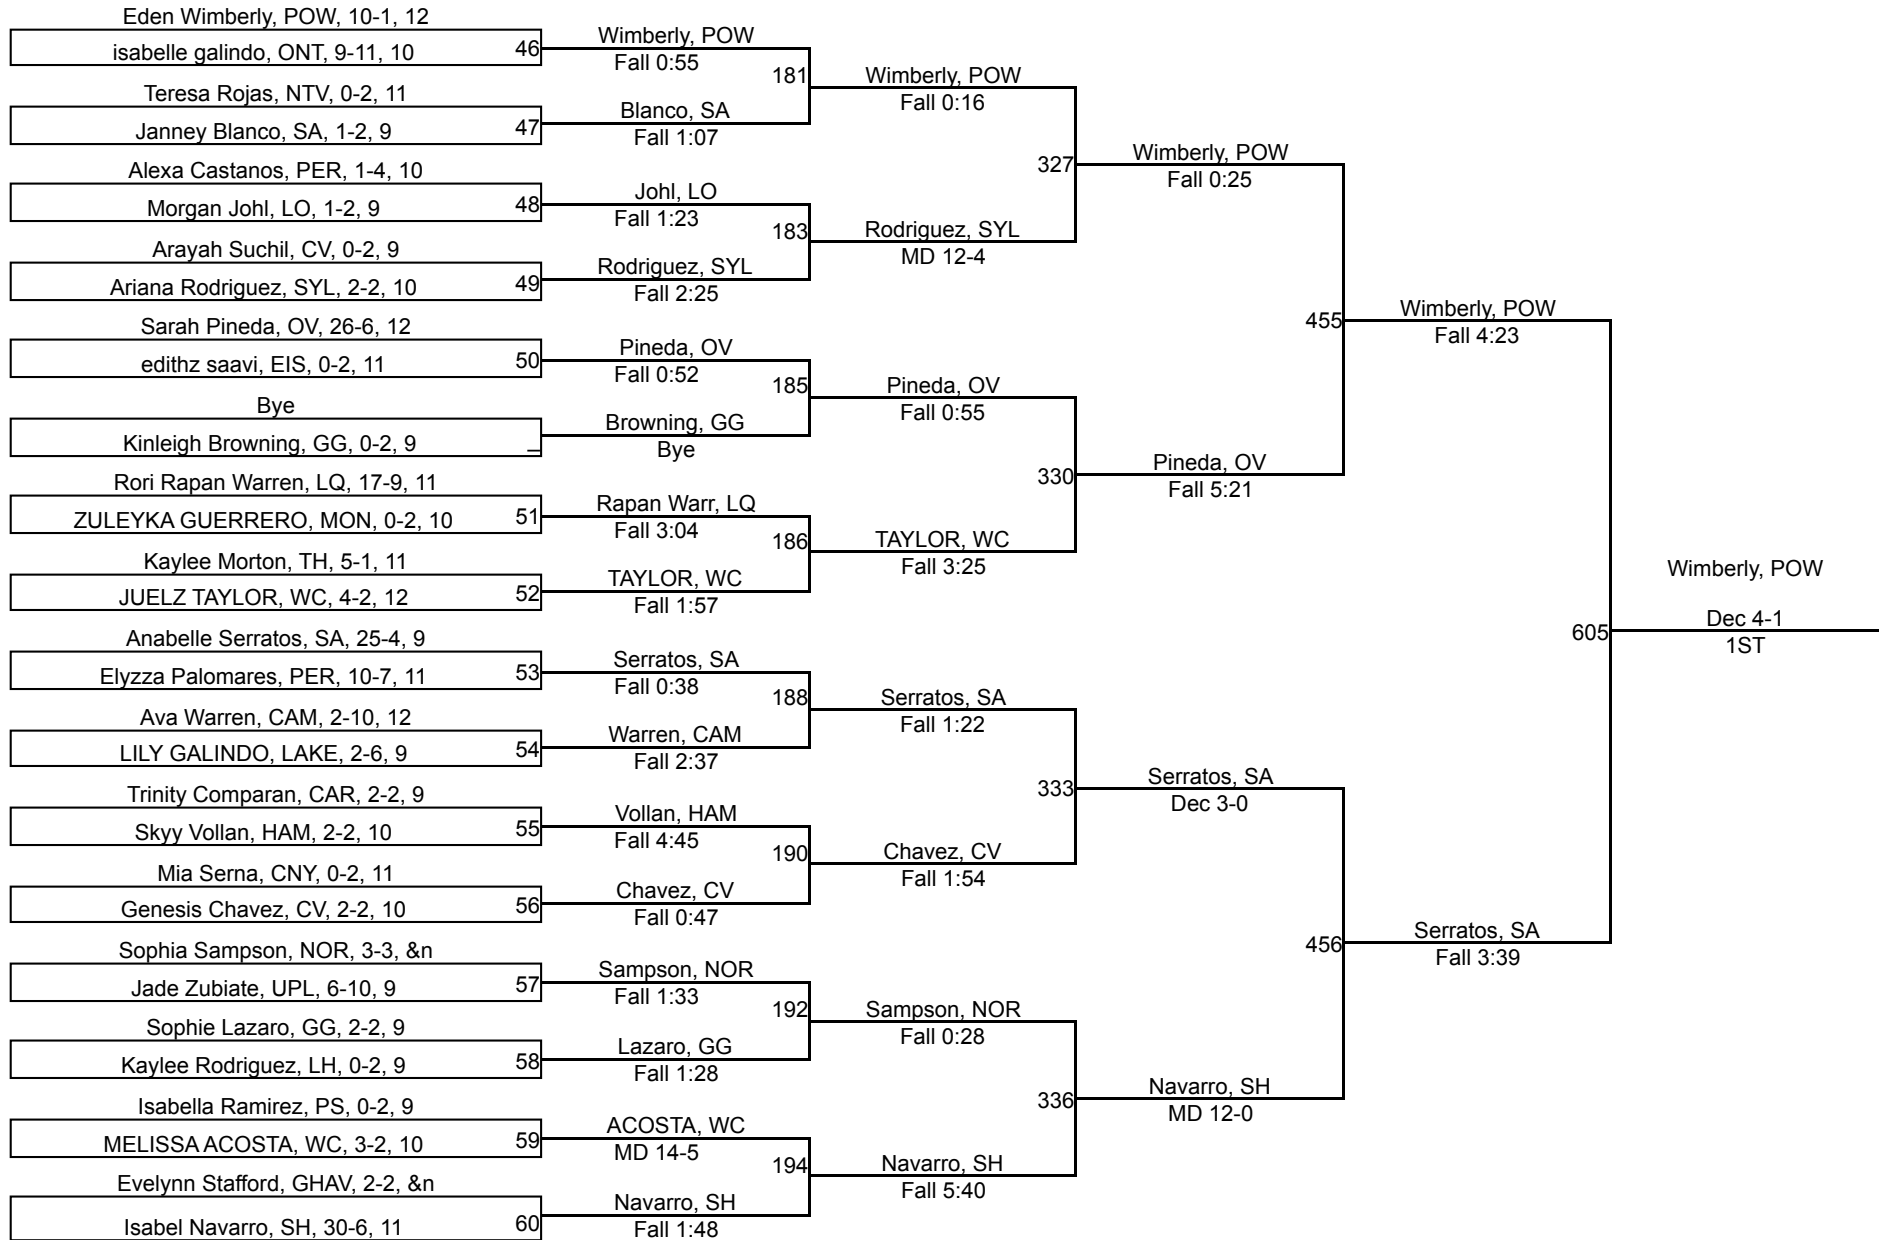 Eden Wimberly, POW, 10-1, 12
isabelle galindo, ONT, 9-11, 10
46
Teresa Rojas, NTV, 0-2, 11
Janney Blanco, SA, 1-2, 9
47
Alexa Castanos, PER, 1-4, 10
Morgan Johl, LO, 1-2, 9
48
Arayah Suchil, CV, 0-2, 9
Ariana Rodriguez, SYL, 2-2, 10
49
Sarah Pineda, OV, 26-6, 12
edithz saavi, EIS, 0-2, 11
50
Bye
Kinleigh Browning, GG, 0-2, 9
_
Rori Rapan Warren, LQ, 17-9, 11
ZULEYKA GUERRERO, MON, 0-2, 10
51
Kaylee Morton, TH, 5-1, 11
JUELZ TAYLOR, WC, 4-2, 12
52
Anabelle Serratos, SA, 25-4, 9
Elyzza Palomares, PER, 10-7, 11
53
Ava Warren, CAM, 2-10, 12
LILY GALINDO, LAKE, 2-6, 9
54
Trinity Comparan, CAR, 2-2, 9
Skyy Vollan, HAM, 2-2, 10
55
Mia Serna, CNY, 0-2, 11
Genesis Chavez, CV, 2-2, 10
56
Sophia Sampson, NOR, 3-3, &n
Jade Zubiate, UPL, 6-10, 9
57
Sophie Lazaro, GG, 2-2, 9
Kaylee Rodriguez, LH, 0-2, 9
58
Isabella Ramirez, PS, 0-2, 9
MELISSA ACOSTA, WC, 3-2, 10
59
Evelynn Stafford, GHAV, 2-2, &n
Isabel Navarro, SH, 30-6, 11
60
Wimberly, POW
Fall 0:55
181
Blanco, SA
Fall 1:07
Johl, LO
Fall 1:23
183
Rodriguez, SYL
Fall 2:25
Pineda, OV
Fall 0:52
185
Browning, GG
Bye
Rapan Warr, LQ
Fall 3:04
186
TAYLOR, WC
Fall 1:57
Serratos, SA
Fall 0:38
188
Warren, CAM
Fall 2:37
Vollan, HAM
Fall 4:45
190
Chavez, CV
Fall 0:47
Sampson, NOR
Fall 1:33
192
Lazaro, GG
Fall 1:28
ACOSTA, WC
MD 14-5
194
Navarro, SH
Fall 1:48
Wimberly, POW
Fall 0:16
327
Rodriguez, SYL
MD 12-4
Pineda, OV
Fall 0:55
330
TAYLOR, WC
Fall 3:25
Serratos, SA
Fall 1:22
333
Chavez, CV
Fall 1:54
Sampson, NOR
Fall 0:28
336
Navarro, SH
Fall 5:40
Wimberly, POW
Fall 0:25
455
Pineda, OV
Fall 5:21
Serratos, SA
Dec 3-0
456
Navarro, SH
MD 12-0
Wimberly, POW
Fall 4:23
605
Serratos, SA
Fall 3:39
Wimberly, POW
Dec 4-1
1ST